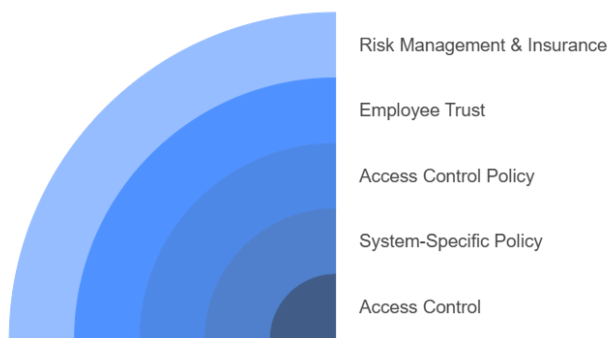 Risk Management & Insurance
Employee Trust
Access Control Policy
System-Specific Policy
Access Control